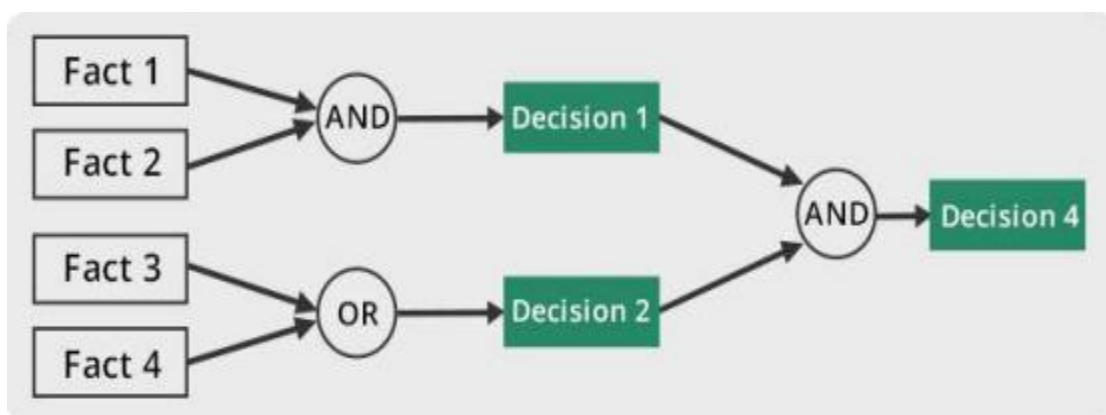 Fact 1
Fact 2
AND
Decision 1
Fact 3
Fact 4
OR
Decision 2
AND
Decision 4